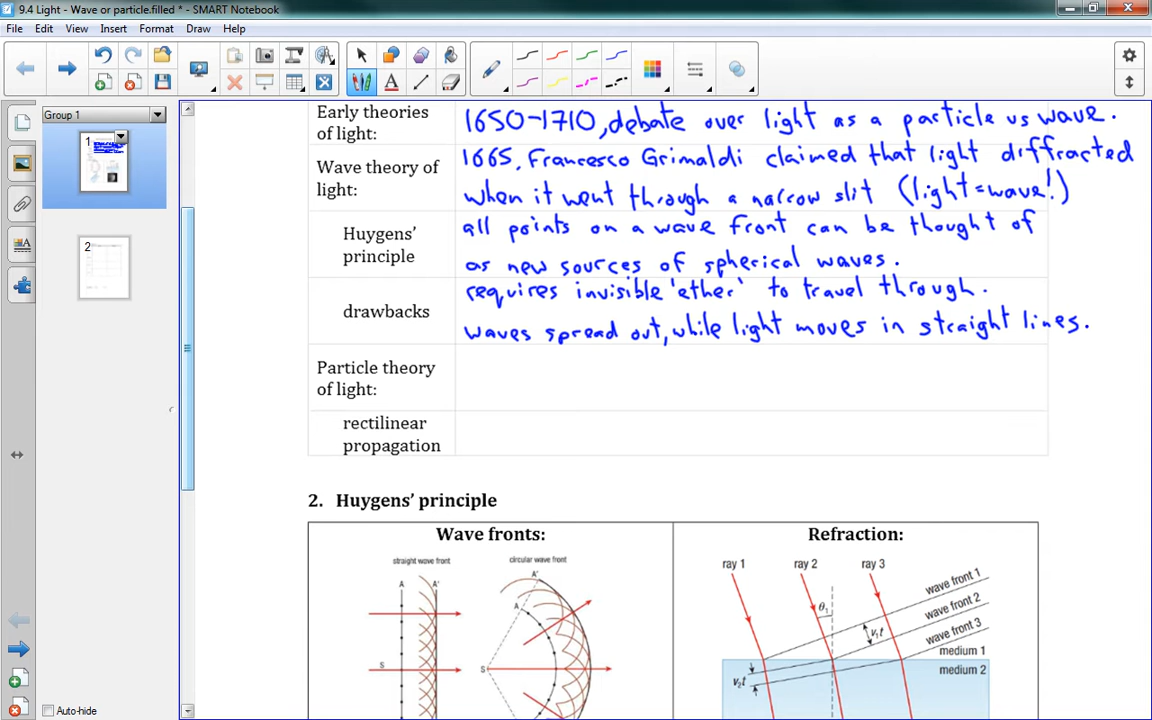 9.4 Light - Wave or particle.filled * - SMART Notebook
File Edit View Insert Format Draw Help
Group 1
1
2
Early theories of light:
1650-1710, debate over light as a particle vs wave.
Wave theory of light:
1665, Francesco Grimaldi claimed that light diffracted
when it went through a narrow slit (light=wave!)
Huygens' principle
all points on a wave front can be thought of
as new sources of spherical waves.
drawbacks
requires invisible 'ether' to travel through.
waves spread out, while light moves in straight lines.
Particle theory of light:
rectilinear propagation
2. Huygens' principle
Wave fronts:
Refraction:
straight wave front
circular wave front
A A'
A'
A
S
S
ray 1 ray 2 ray 3
θ1
wave front 1
wave front 2
wave front 3
v1t
medium 1
medium 2
v2t
Auto-hide